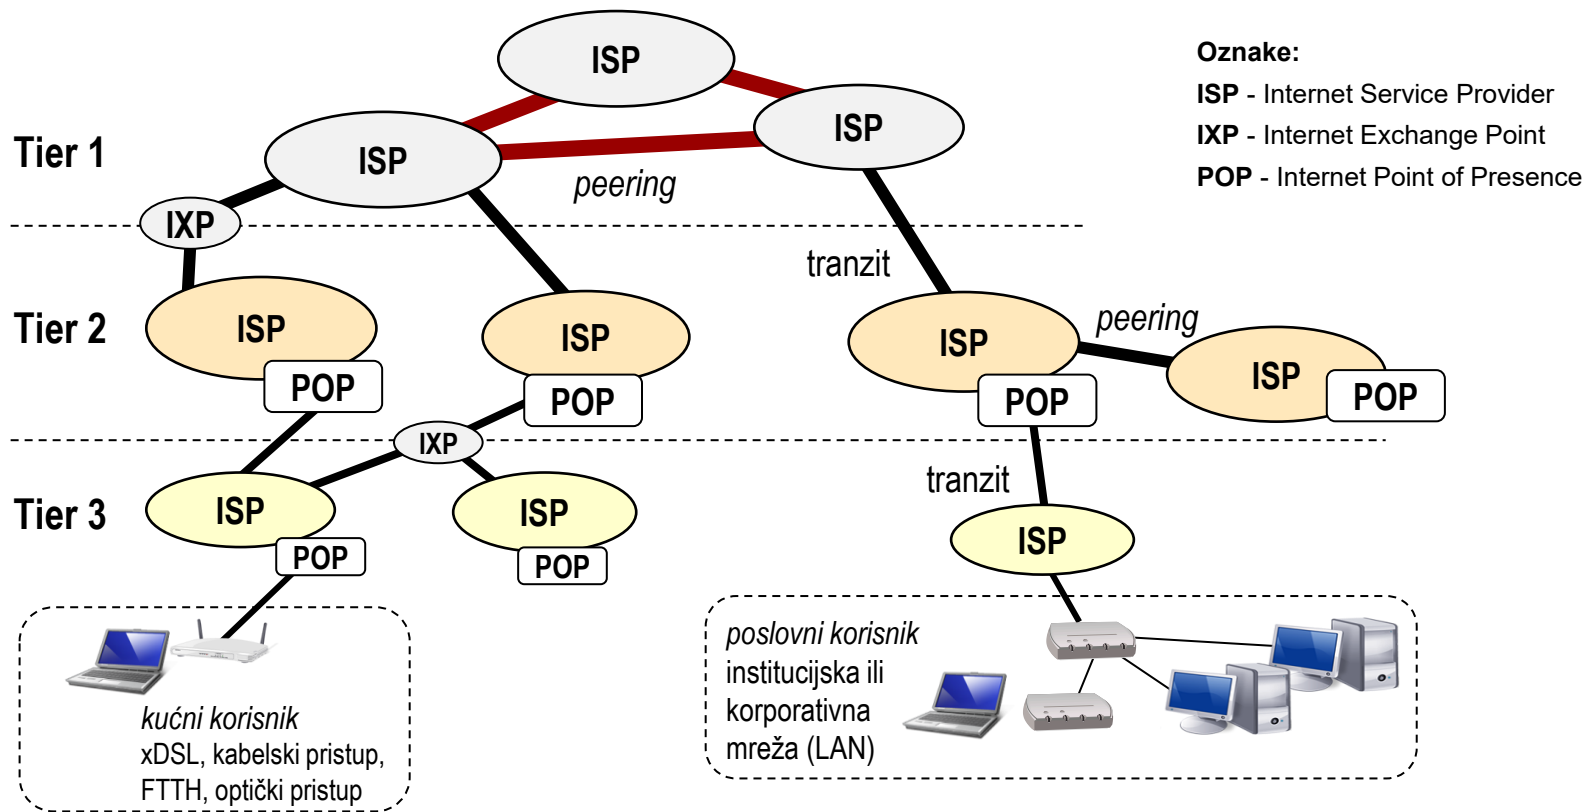 Oznake:
ISP - Internet Service Provider
IXP - Internet Exchange Point
POP - Internet Point of Presence
Tier 1
ISP
ISP
ISP
peering
IXP
tranzit
Tier 2
ISP
POP
ISP
POP
ISP
POP
peering
ISP
POP
IXP
tranzit
Tier 3
ISP
POP
ISP
POP
ISP
kućni korisnik
xDSL, kabelski pristup,
FTTH, optički pristup
poslovni korisnik
institucijska ili
korporativna
mreža (LAN)